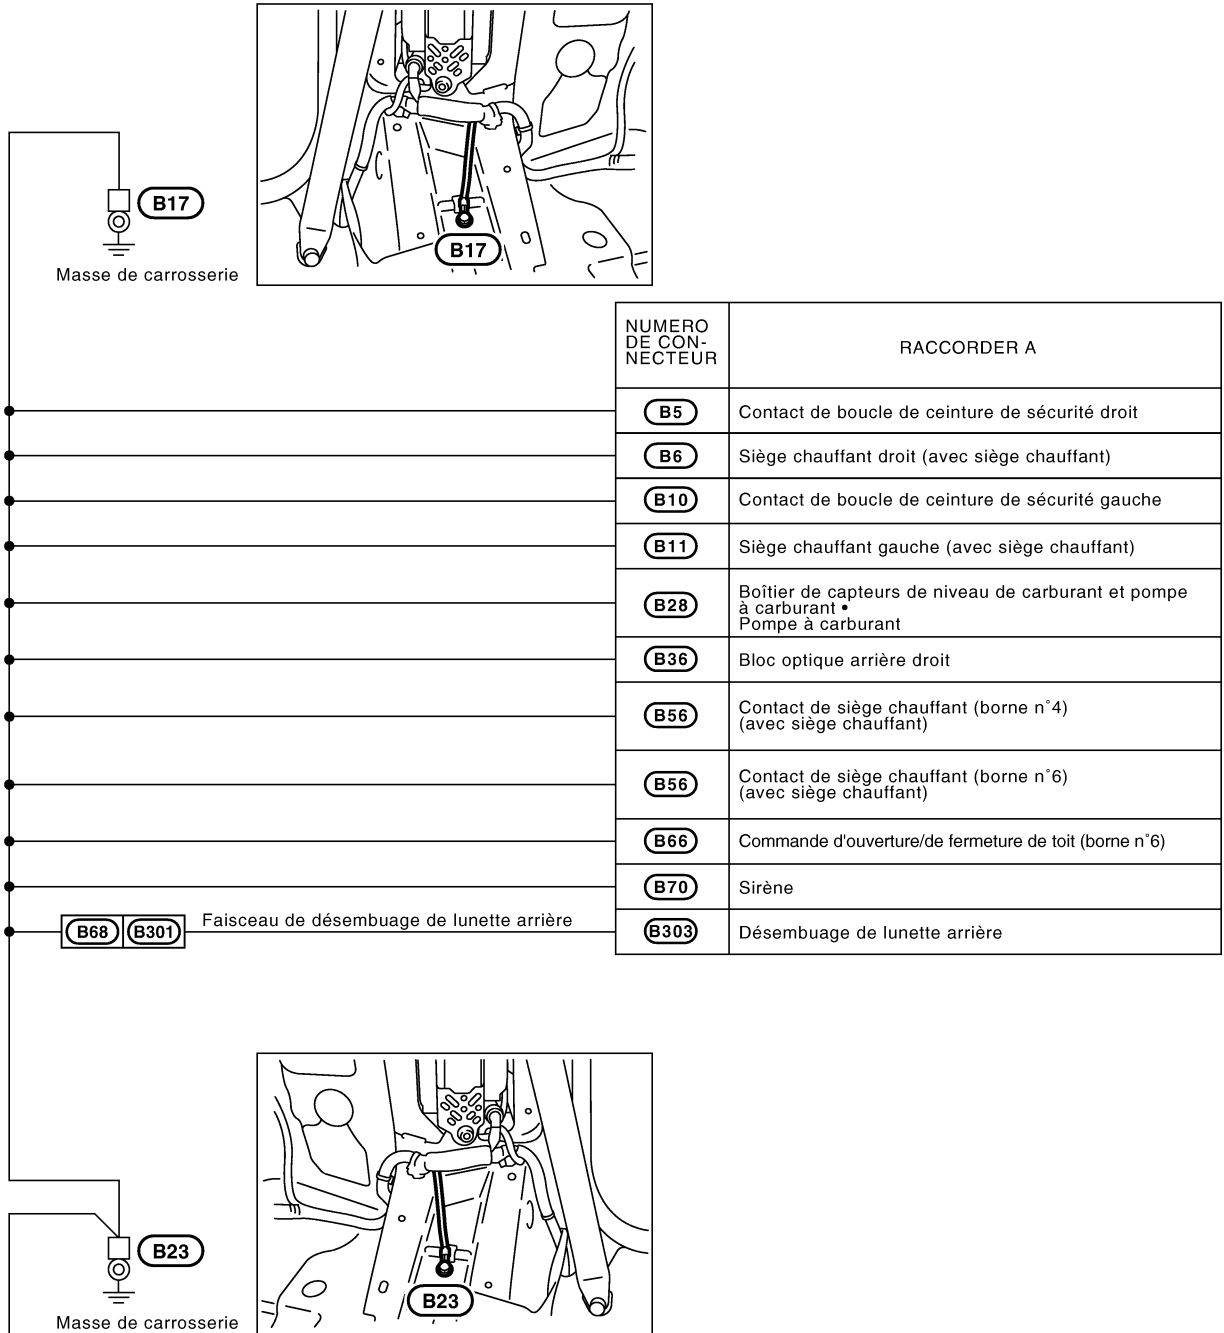 B17
Masse de carrosserie
B17
NUMERO
DE CON-
NECTEUR
RACCORDER A
B5
Contact de boucle de ceinture de sécurité droit
B6
Siège chauffant droit (avec siège chauffant)
B10
Contact de boucle de ceinture de sécurité gauche
B11
Siège chauffant gauche (avec siège chauffant)
B28
Boîtier de capteurs de niveau de carburant et pompe
à carburant •
Pompe à carburant
B36
Bloc optique arrière droit
B56
Contact de siège chauffant (borne n°4)
(avec siège chauffant)
B56
Contact de siège chauffant (borne n°6)
(avec siège chauffant)
B66
Commande d'ouverture/de fermeture de toit (borne n°6)
B70
Sirène
B68 B301
Faisceau de désembuage de lunette arrière
B303
Désembuage de lunette arrière
B23
Masse de carrosserie
B23